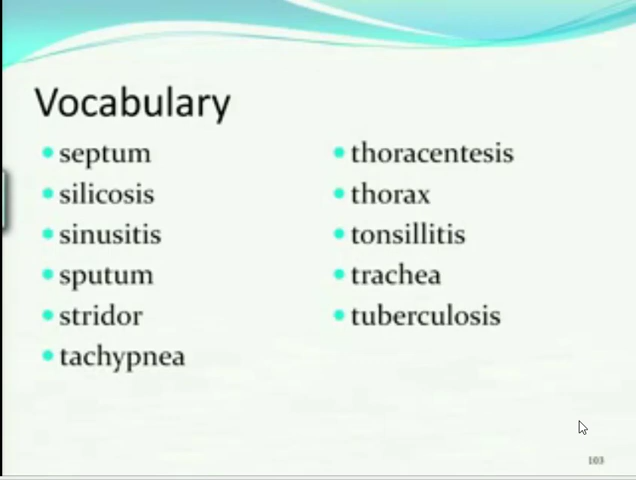 Vocabulary
septum
silicosis
sinusitis
sputum
stridor
tachypnea
thoracentesis
thorax
tonsillitis
trachea
tuberculosis
103